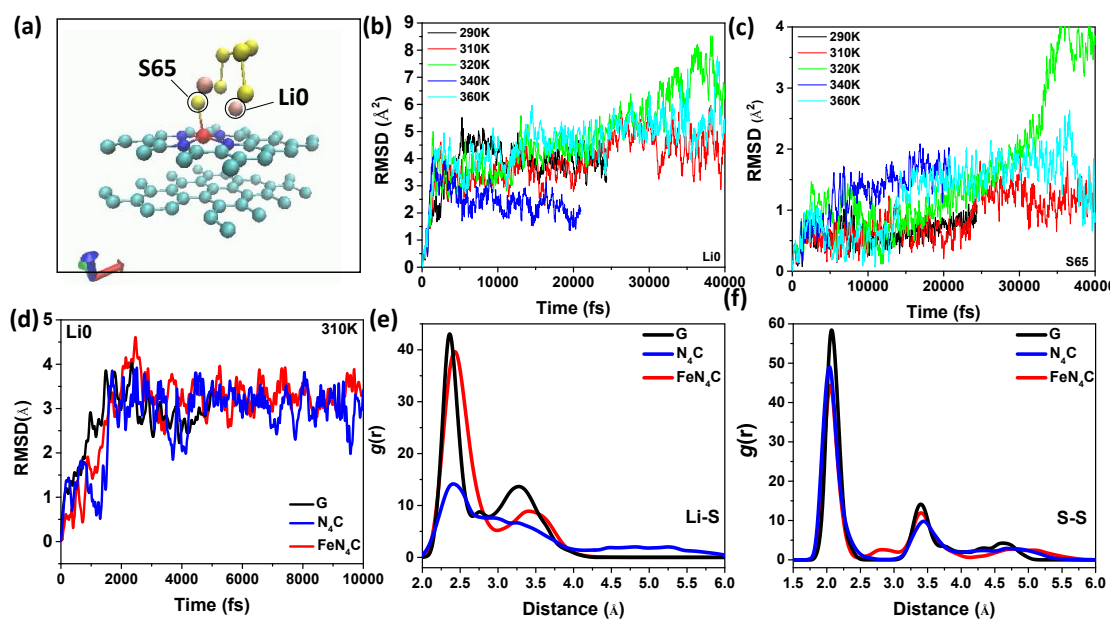 (a)
S65
Li0
(b)
RMSD (Å²)
9
8
7
6
5
4
3
2
1
0
290K
310K
320K
340K
360K
Li0
0 10000 20000 30000 40000
Time (fs)
(c)
RMSD (Å²)
4
3
2
1
0
290K
310K
320K
340K
360K
S65
0 10000 20000 30000 40000
Time (fs)
(d)
Li0
310K
RMSD(Å)
5
4
3
2
1
0
G
N₄C
FeN₄C
0 2000 4000 6000 8000 10000
Time (fs)
(e)
g(r)
40
30
20
10
0
G
N₄C
FeN₄C
Li-S
2.0 2.5 3.0 3.5 4.0 4.5 5.0 5.5 6.0
Distance (Å)
(f)
g(r)
60
50
40
30
20
10
0
G
N₄C
FeN₄C
S-S
1.5 2.0 2.5 3.0 3.5 4.0 4.5 5.0 5.5 6.0
Distance (Å)